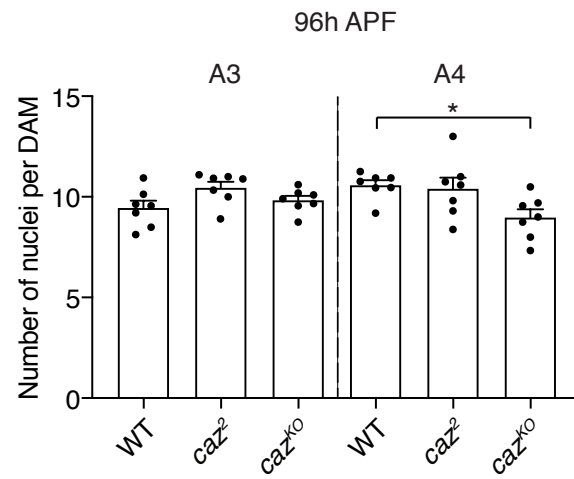 96h APF
A3 A4
Number of nuclei per DAM
15
10
5
0
*
WT caz² cazᴷᴼ WT caz² cazᴷᴼ